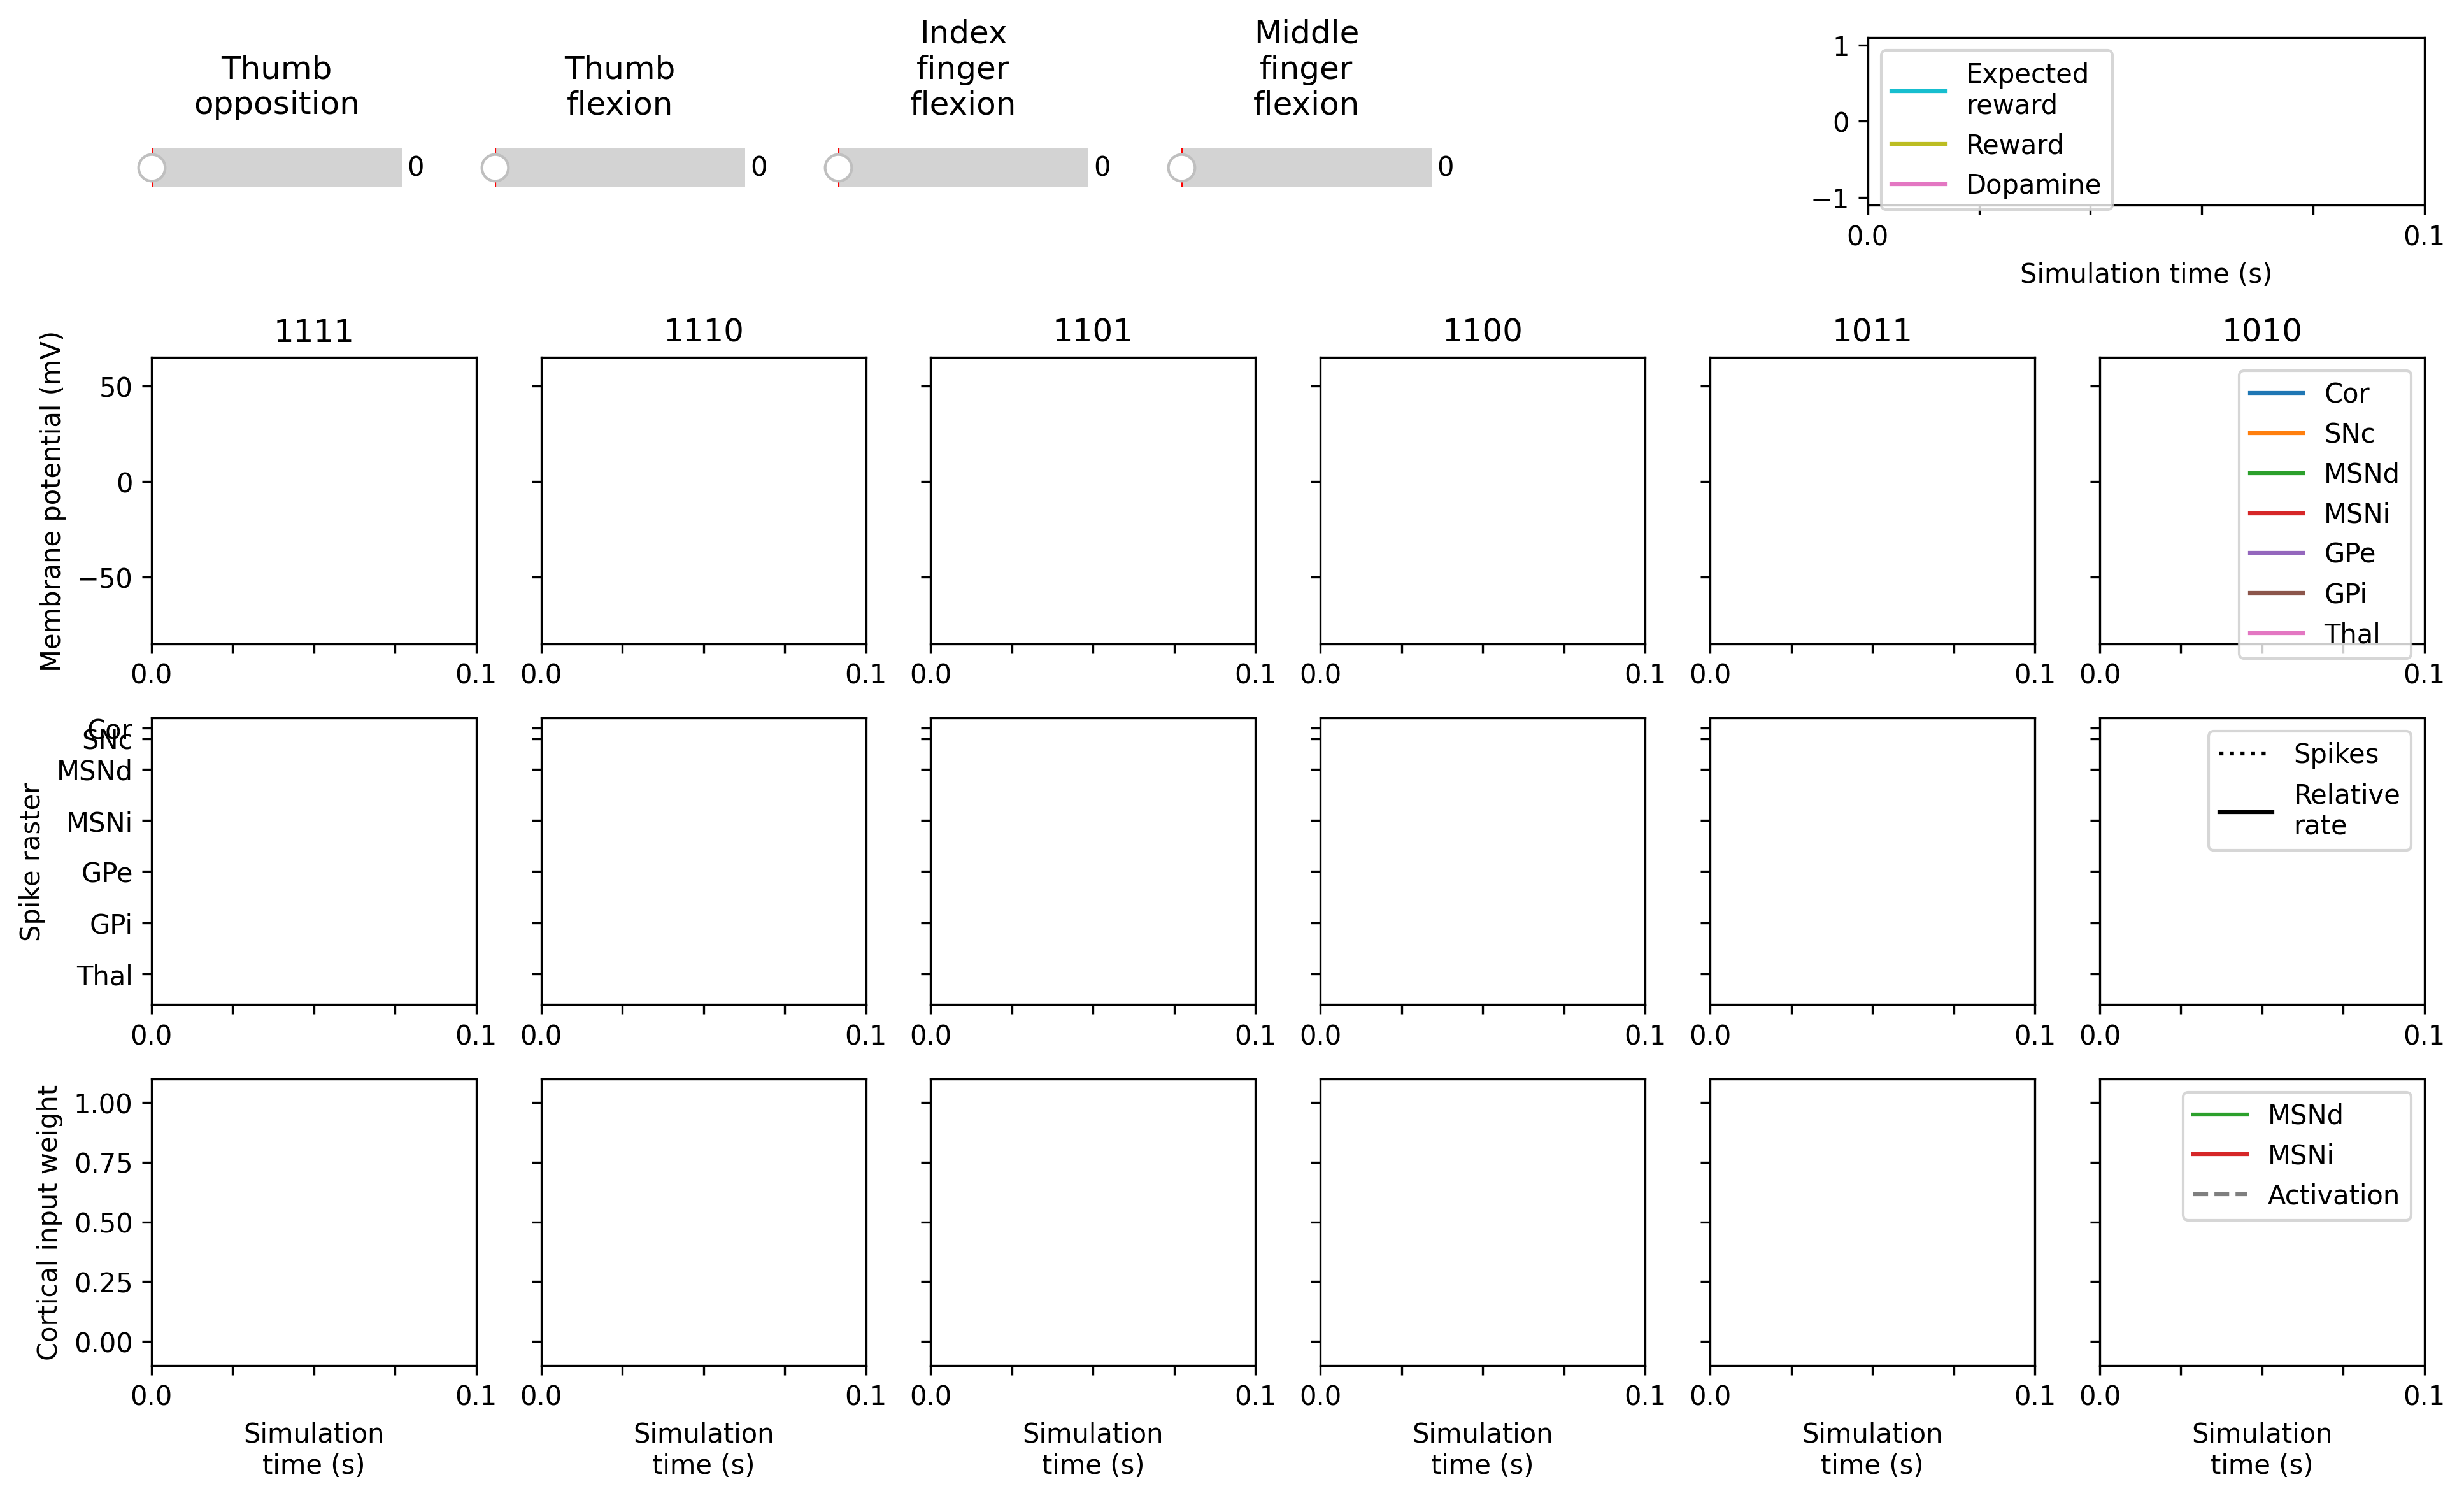 Thumb
opposition
Thumb
flexion
Index
finger
flexion
Middle
finger
flexion
0
0
0
0
1
0
−1
Expected
reward
Reward
Dopamine
0.0
0.1
Simulation time (s)
1111
1110
1101
1100
1011
1010
Membrane potential (mV)
50
0
−50
Cor
SNc
MSNd
MSNi
GPe
GPi
Thal
0.0 0.1 0.0 0.1 0.0 0.1 0.0 0.1 0.0 0.1 0.0 0.1
Spike raster
Cor
SNc
MSNd
MSNi
GPe
GPi
Thal
Spikes
Relative
rate
0.0 0.1 0.0 0.1 0.0 0.1 0.0 0.1 0.0 0.1 0.0 0.1
Cortical input weight
1.00
0.75
0.50
0.25
0.00
MSNd
MSNi
Activation
0.0 0.1 0.0 0.1 0.0 0.1 0.0 0.1 0.0 0.1 0.0 0.1
Simulation
time (s)
Simulation
time (s)
Simulation
time (s)
Simulation
time (s)
Simulation
time (s)
Simulation
time (s)